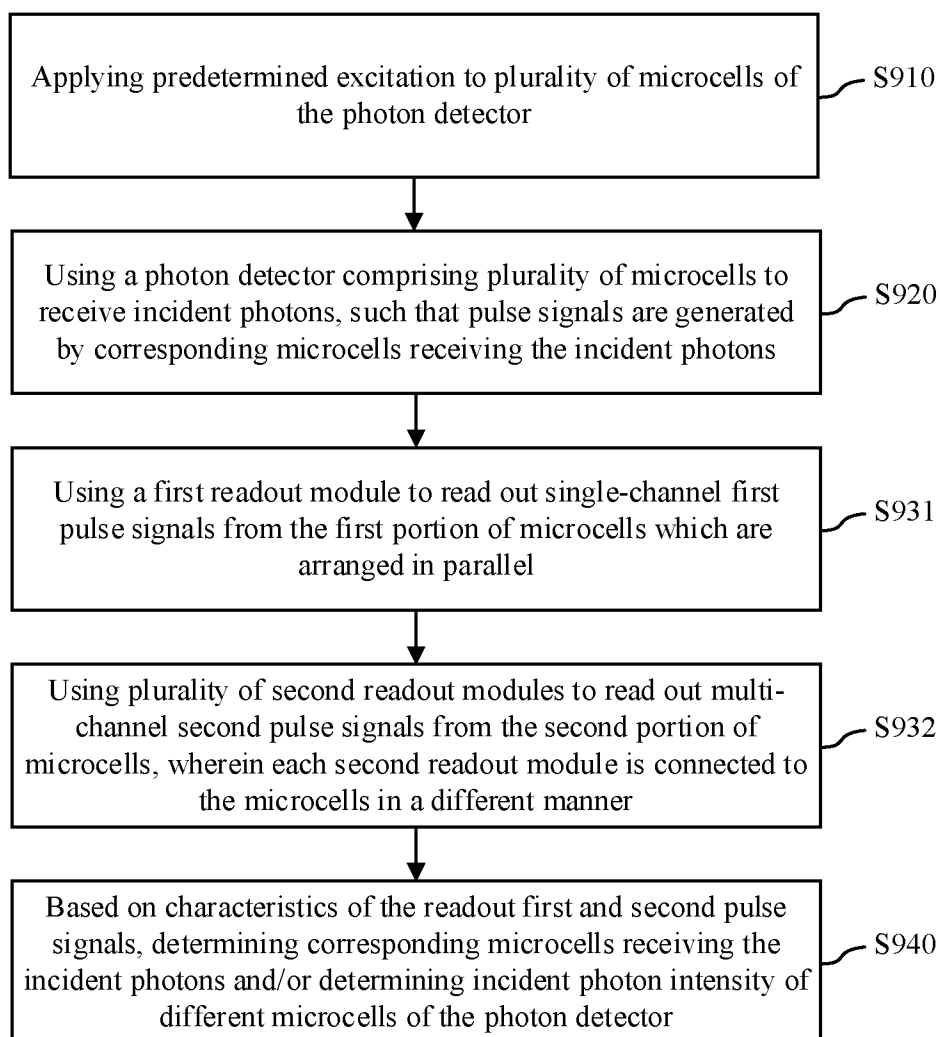 Applying predetermined excitation to plurality of microcells of
the photon detector
S910
Using a photon detector comprising plurality of microcells to
receive incident photons, such that pulse signals are generated
by corresponding microcells receiving the incident photons
S920
Using a first readout module to read out single-channel first
pulse signals from the first portion of microcells which are
arranged in parallel
S931
Using plurality of second readout modules to read out multi-
channel second pulse signals from the second portion of
microcells, wherein each second readout module is connected to
the microcells in a different manner
S932
Based on characteristics of the readout first and second pulse
signals, determining corresponding microcells receiving the
incident photons and/or determining incident photon intensity of
different microcells of the photon detector
S940